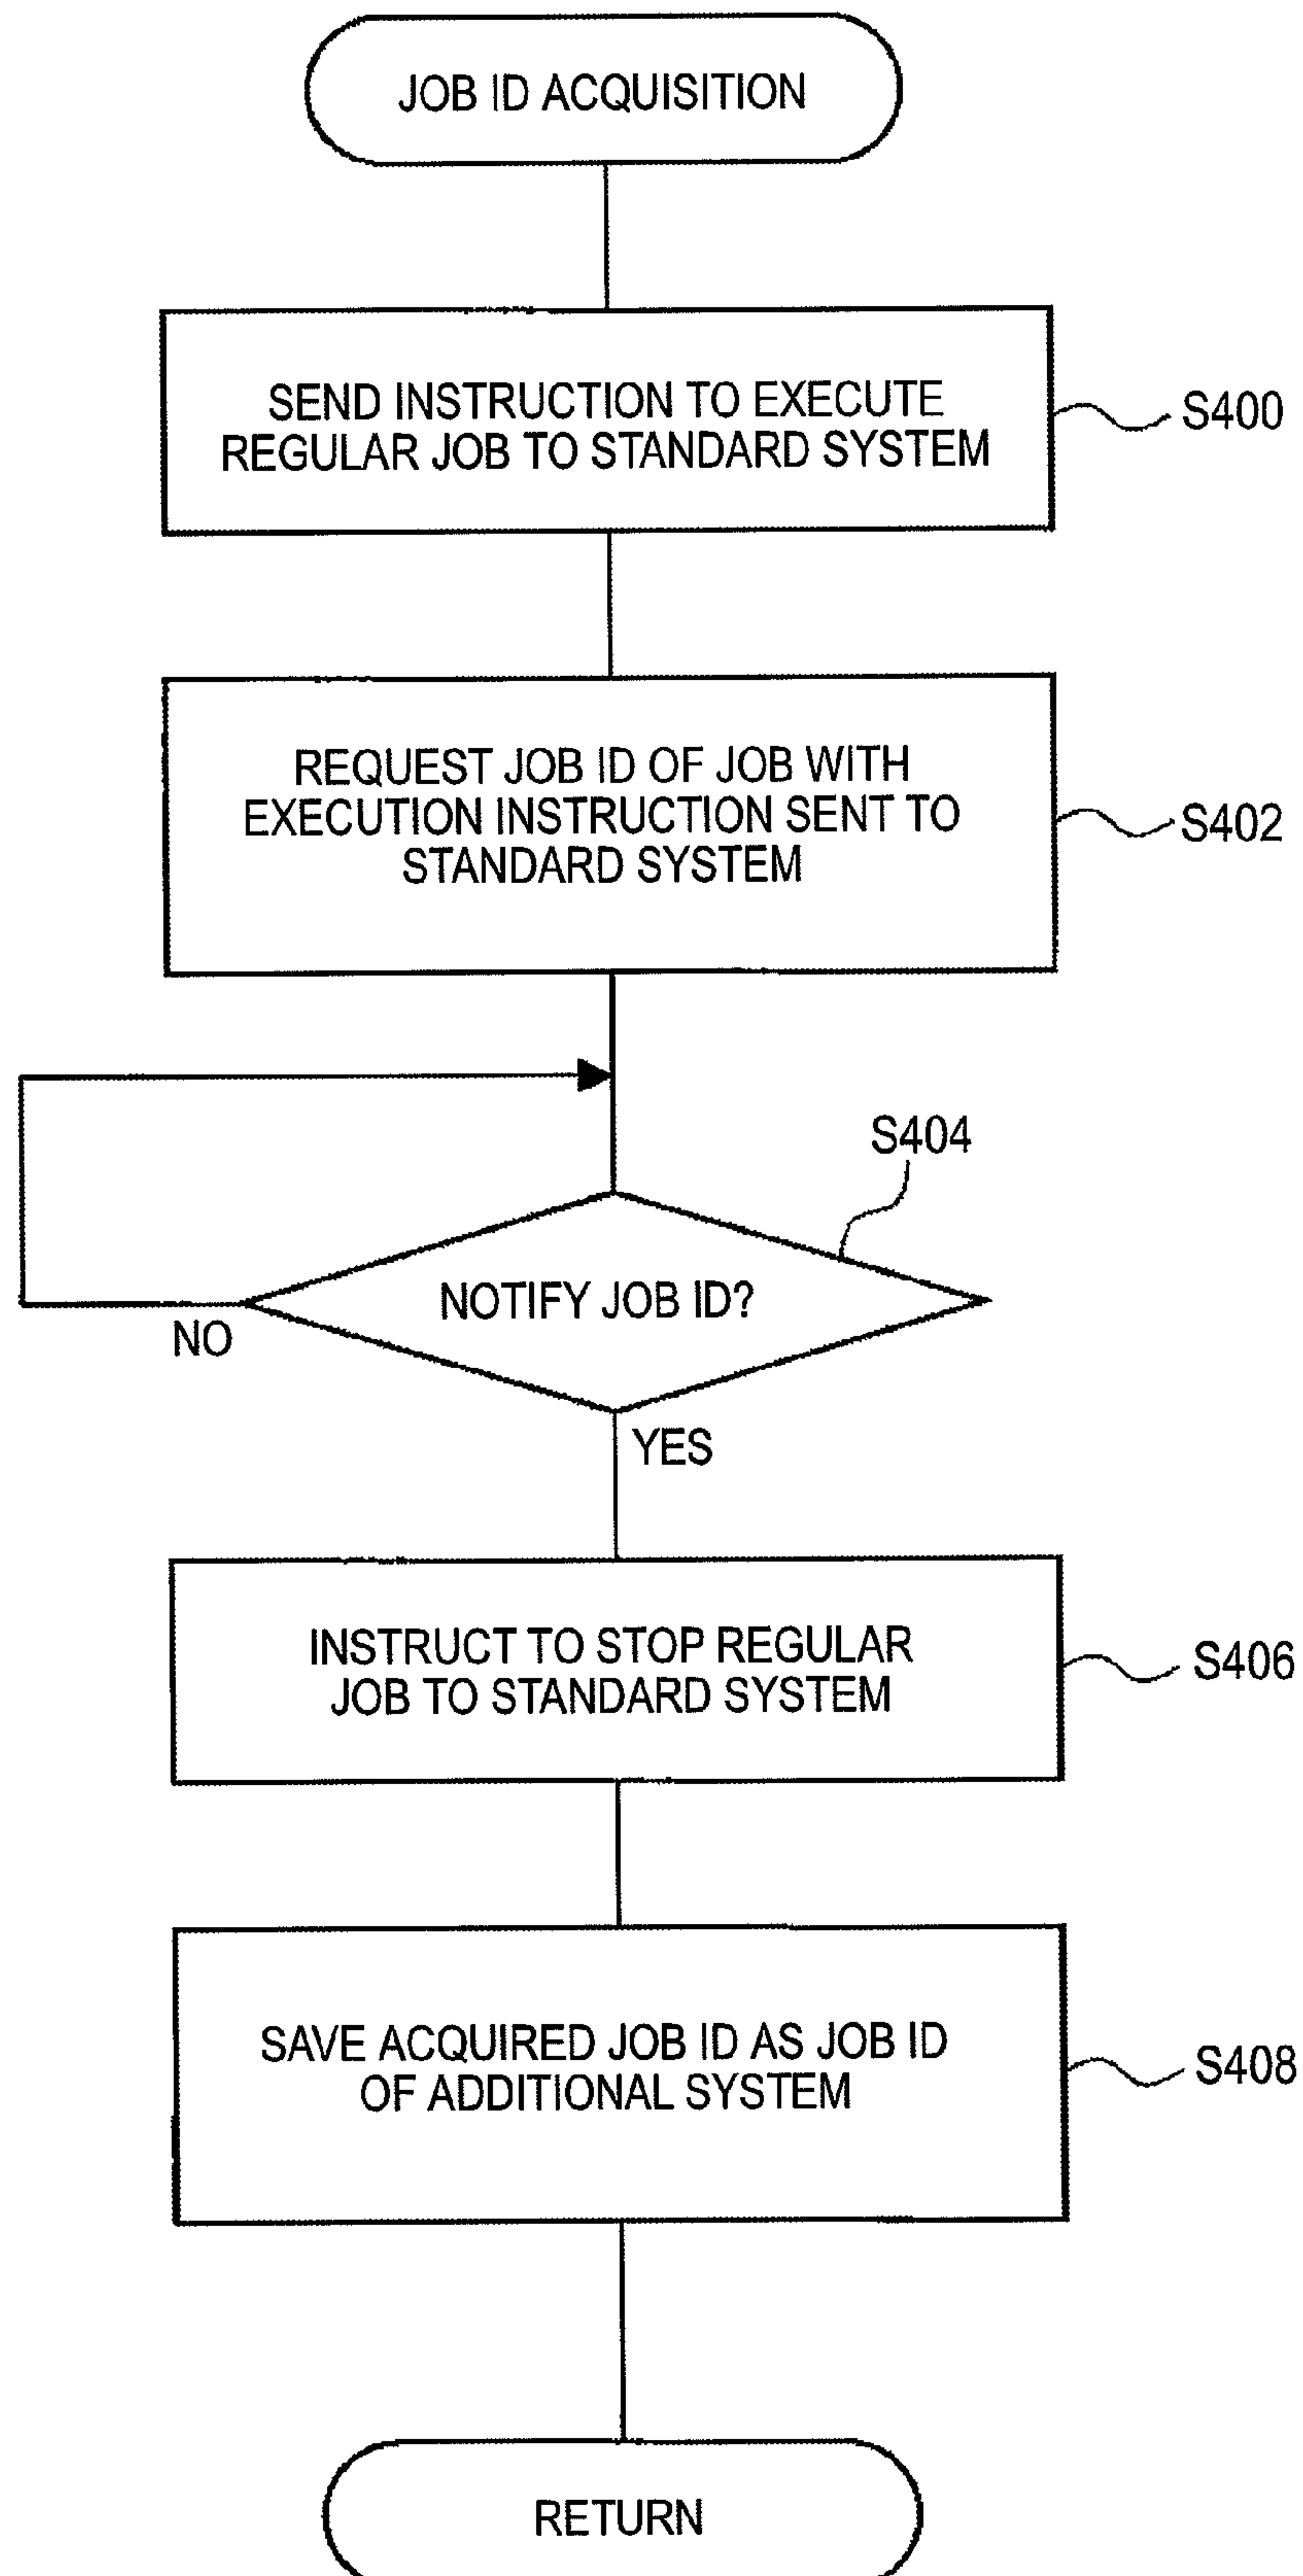 JOB ID ACQUISITION
SEND INSTRUCTION TO EXECUTE
REGULAR JOB TO STANDARD SYSTEM
S400
REQUEST JOB ID OF JOB WITH
EXECUTION INSTRUCTION SENT TO
STANDARD SYSTEM
S402
S404
NOTIFY JOB ID?
NO
YES
INSTRUCT TO STOP REGULAR
JOB TO STANDARD SYSTEM
S406
SAVE ACQUIRED JOB ID AS JOB ID
OF ADDITIONAL SYSTEM
S408
RETURN